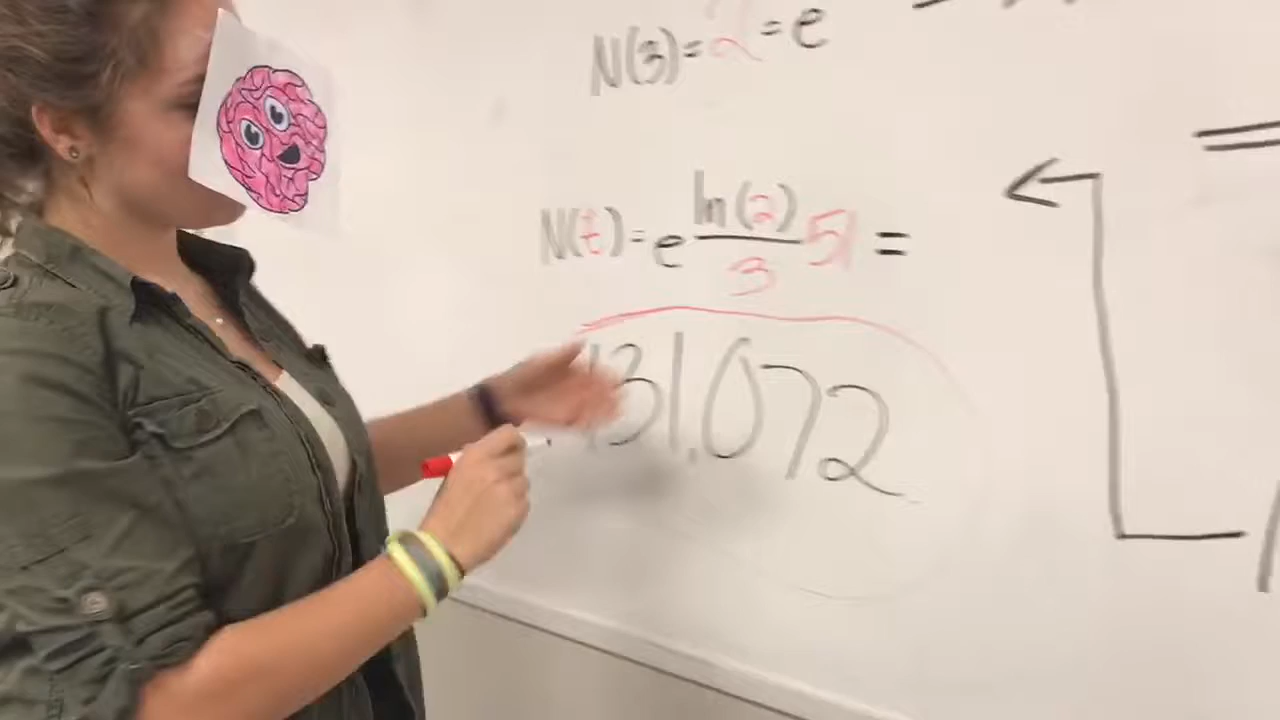 N(3)=2=e
N(t)=e ln(2)/3 51 =
131,072